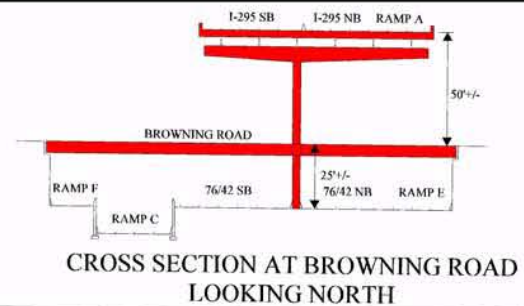 I-295 SB I-295 NB RAMP A
50'+/-
BROWNING ROAD
25'+/-
RAMP F 76/42 SB 76/42 NB RAMP E
RAMP C
CROSS SECTION AT BROWNING ROAD
LOOKING NORTH